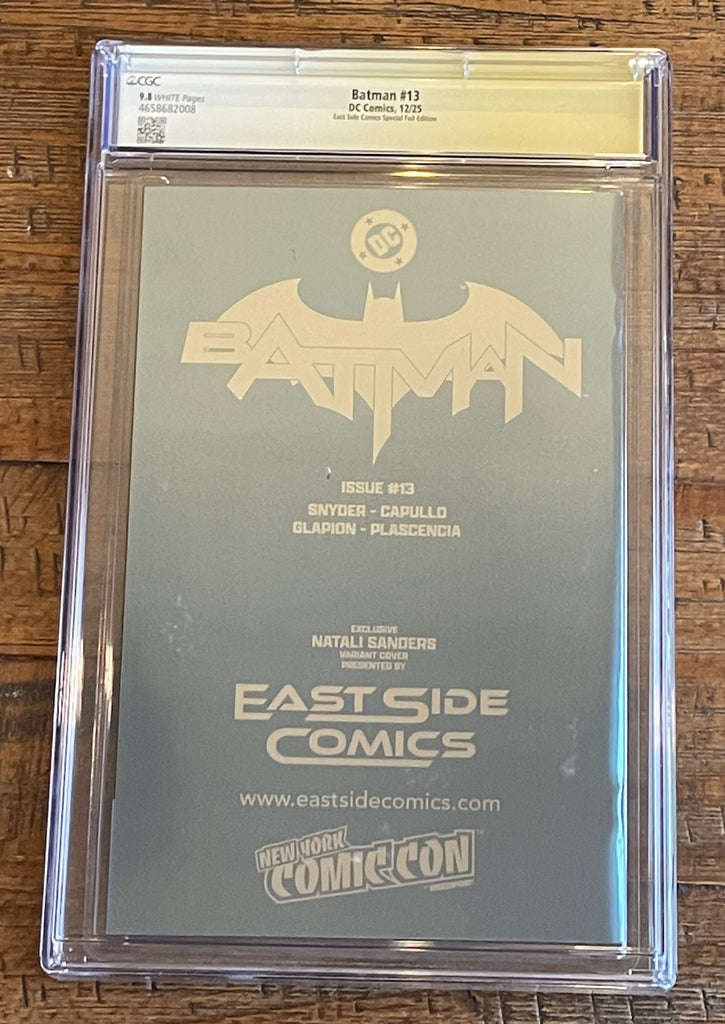 CGC
9.8 WHITE Pages
4658682008
Batman #13
DC Comics, 12/25
East Side Comics Special Foil Edition
DC
BATMAN
ISSUE #13
SNYDER - CAPULLO
GLAPION - PLASCENCIA
EXCLUSIVE
NATALI SANDERS
VARIANT COVER
PRESENTED BY
EAST SIDE
COMICS
www.eastsidecomics.com
NEW YORK
COMIC CON